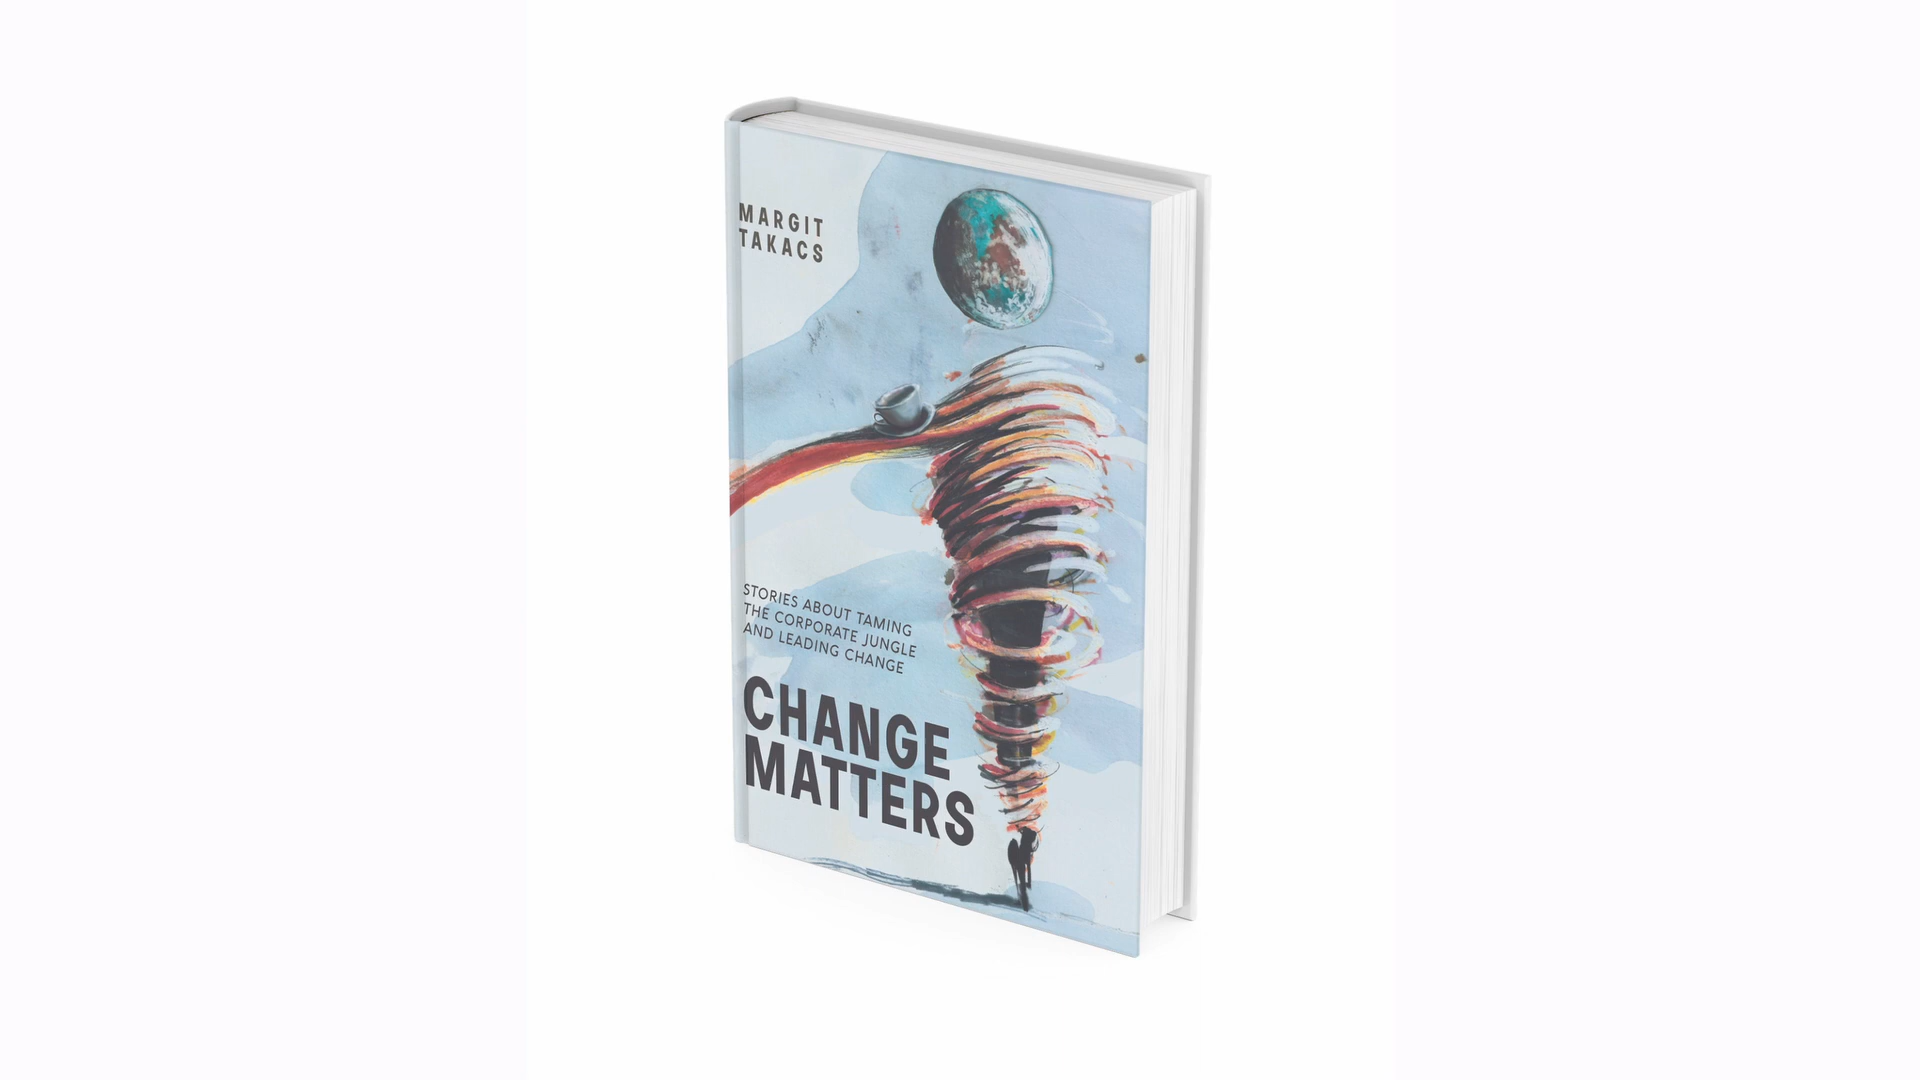 MARGIT
TAKACS
STORIES ABOUT TAMING
THE CORPORATE JUNGLE
AND LEADING CHANGE
CHANGE
MATTERS